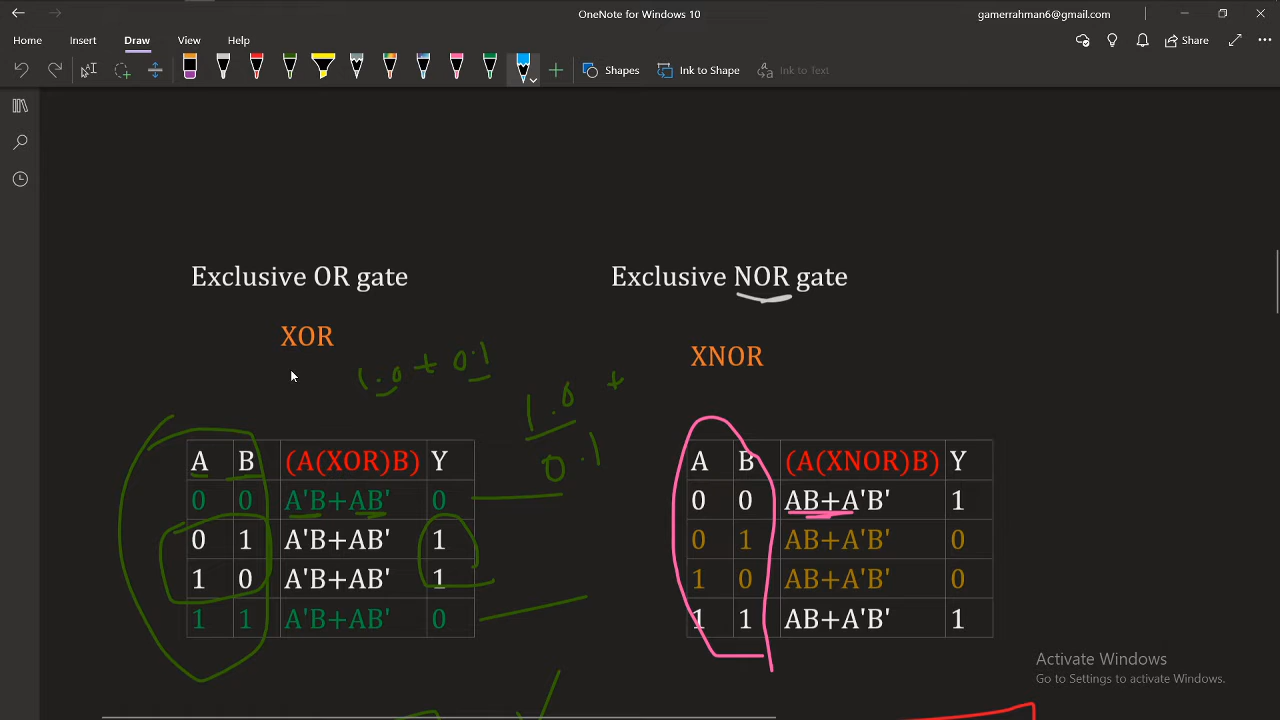 OneNote for Windows 10
gamerrahman6@gmail.com
Home Insert Draw View Help
Share
Shapes Ink to Shape Ink to Text
Exclusive OR gate
XOR
1.0 + 0.1
1.0 +
0.1
A B (A(XOR)B) Y
0 0 A'B+AB' 0
0 1 A'B+AB' 1
1 0 A'B+AB' 1
1 1 A'B+AB' 0
Exclusive NOR gate
XNOR
A B (A(XNOR)B) Y
0 0 AB+A'B' 1
0 1 AB+A'B' 0
1 0 AB+A'B' 0
1 1 AB+A'B' 1
Activate Windows
Go to Settings to activate Windows.